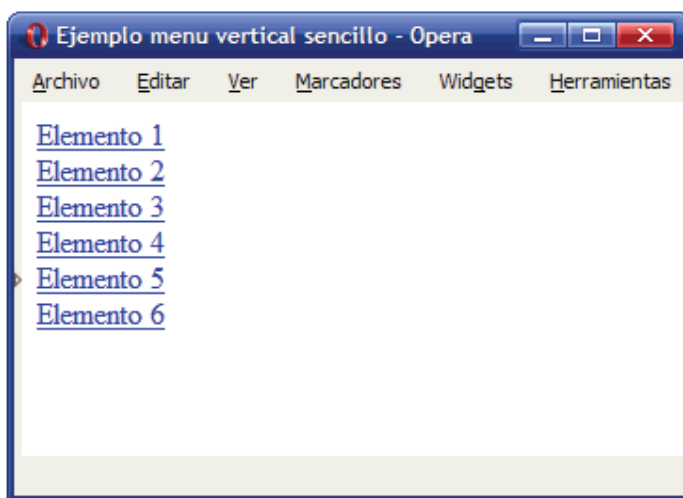 Ejemplo menu vertical sencillo - Opera
Archivo Editar Ver Marcadores Widgets Herramientas
Elemento 1
Elemento 2
Elemento 3
Elemento 4
Elemento 5
Elemento 6